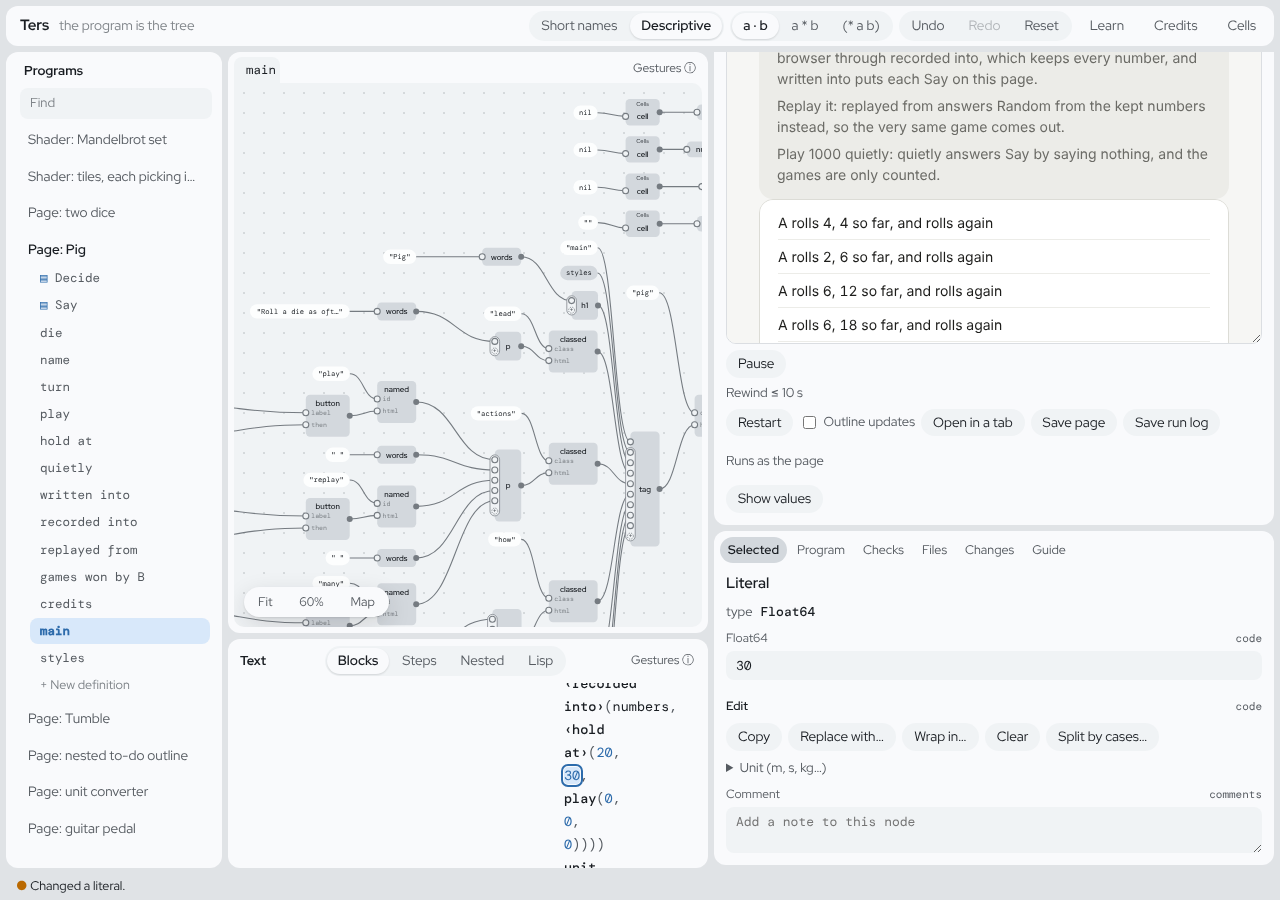 Ters the program is the tree
Short names Descriptive a · b a * b (* a b) Undo Redo Reset Learn Credits Cells
Programs
Find
Shader: Mandelbrot set
Shader: tiles, each picking i...
Page: two dice
Page: Pig
Decide
Say
die
name
turn
play
hold at
quietly
written into
recorded into
replayed from
games won by B
credits
main
styles
+ New definition
Page: Tumble
Page: nested to-do outline
Page: unit converter
Page: guitar pedal
main
Gestures ⓘ
nil
Cells
cell
nil
Cells
cell
nil
Cells
cell
""
Cells
cell
"main"
"Pig"
words
styles
"pig"
h1
"Roll a die as oft…"
words
"lead"
classed
class
html
p
"play"
named
id
html
button
label
then
"actions"
classed
class
html
" "
words
p
tag
"replay"
named
id
html
button
label
then
"how"
" "
words
"many"
named
html
classed
class
html
label
Fit 60% Map
Text
Blocks Steps Nested Lisp
Gestures ⓘ
‹recorded
into›(numbers,
‹hold
at›(20,
30,
play(0,
0,
0))))
unit
browser through recorded into, which keeps every number, and
written into puts each Say on this page.
Replay it: replayed from answers Random from the kept numbers
instead, so the very same game comes out.
Play 1000 quietly: quietly answers Say by saying nothing, and the
games are only counted.
A rolls 4, 4 so far, and rolls again
A rolls 2, 6 so far, and rolls again
A rolls 6, 12 so far, and rolls again
A rolls 6, 18 so far, and rolls again
Pause
Rewind ≤ 10 s
Restart Outline updates Open in a tab Save page Save run log
Runs as the page
Show values
Selected Program Checks Files Changes Guide
Literal
type Float64
Float64 code
30
Edit code
Copy Replace with... Wrap in... Clear Split by cases...
Unit (m, s, kg...)
Comment comments
Add a note to this node
Changed a literal.